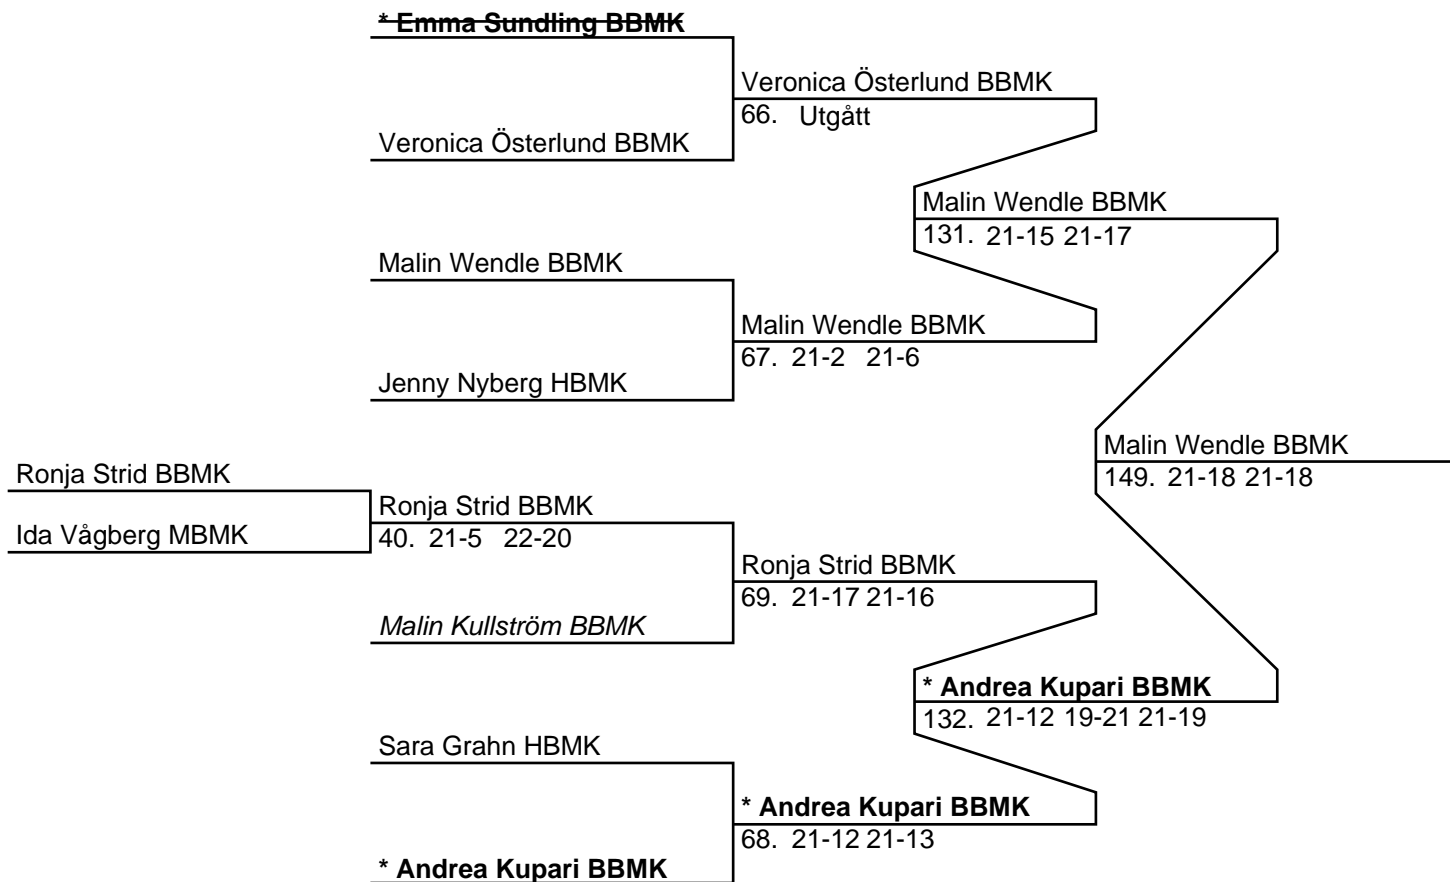 * Emma Sundling BBMK
Veronica Österlund BBMK
66. Utgått
Veronica Österlund BBMK
Malin Wendle BBMK
131. 21-15 21-17
Malin Wendle BBMK
Malin Wendle BBMK
67. 21-2 21-6
Jenny Nyberg HBMK
Malin Wendle BBMK
149. 21-18 21-18
Ronja Strid BBMK
Ronja Strid BBMK
40. 21-5 22-20
Ida Vågberg MBMK
Ronja Strid BBMK
69. 21-17 21-16
Malin Kullström BBMK
* Andrea Kupari BBMK
132. 21-12 19-21 21-19
Sara Grahn HBMK
* Andrea Kupari BBMK
68. 21-12 21-13
* Andrea Kupari BBMK